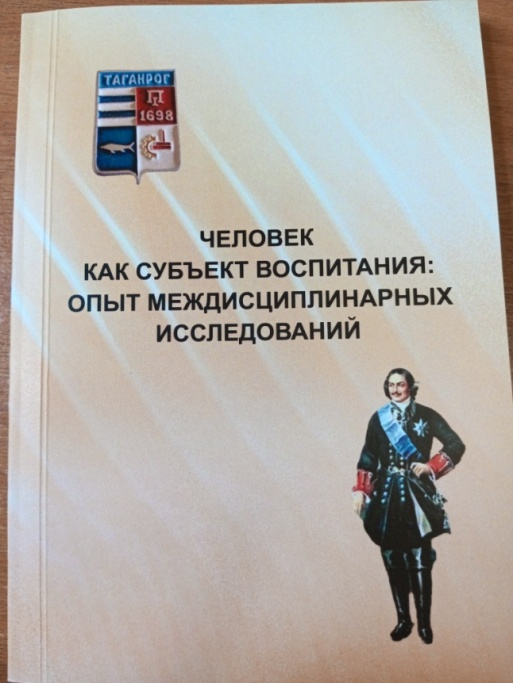 ТАГАНРОГ
1698
ЧЕЛОВЕК
КАК СУБЪЕКТ ВОСПИТАНИЯ:
ОПЫТ МЕЖДИСЦИПЛИНАРНЫХ
ИССЛЕДОВАНИЙ